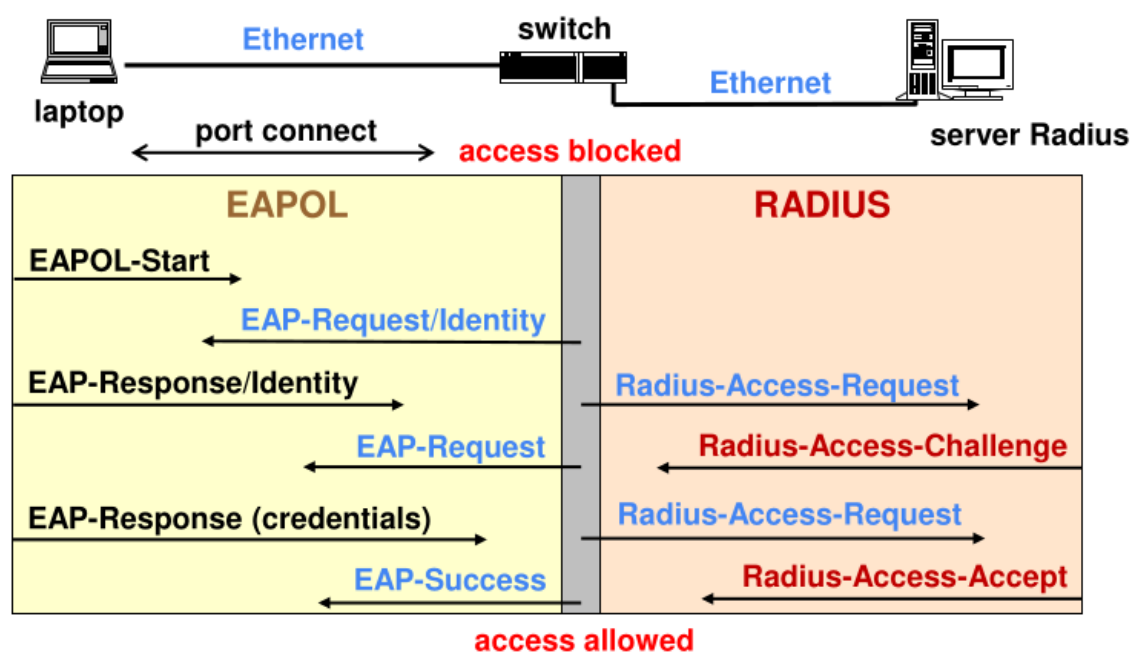 switch
Ethernet
Ethernet
laptop
server Radius
port connect
access blocked
EAPOL
RADIUS
EAPOL-Start
EAP-Request/Identity
EAP-Response/Identity
Radius-Access-Request
EAP-Request
Radius-Access-Challenge
EAP-Response (credentials)
Radius-Access-Request
EAP-Success
Radius-Access-Accept
access allowed